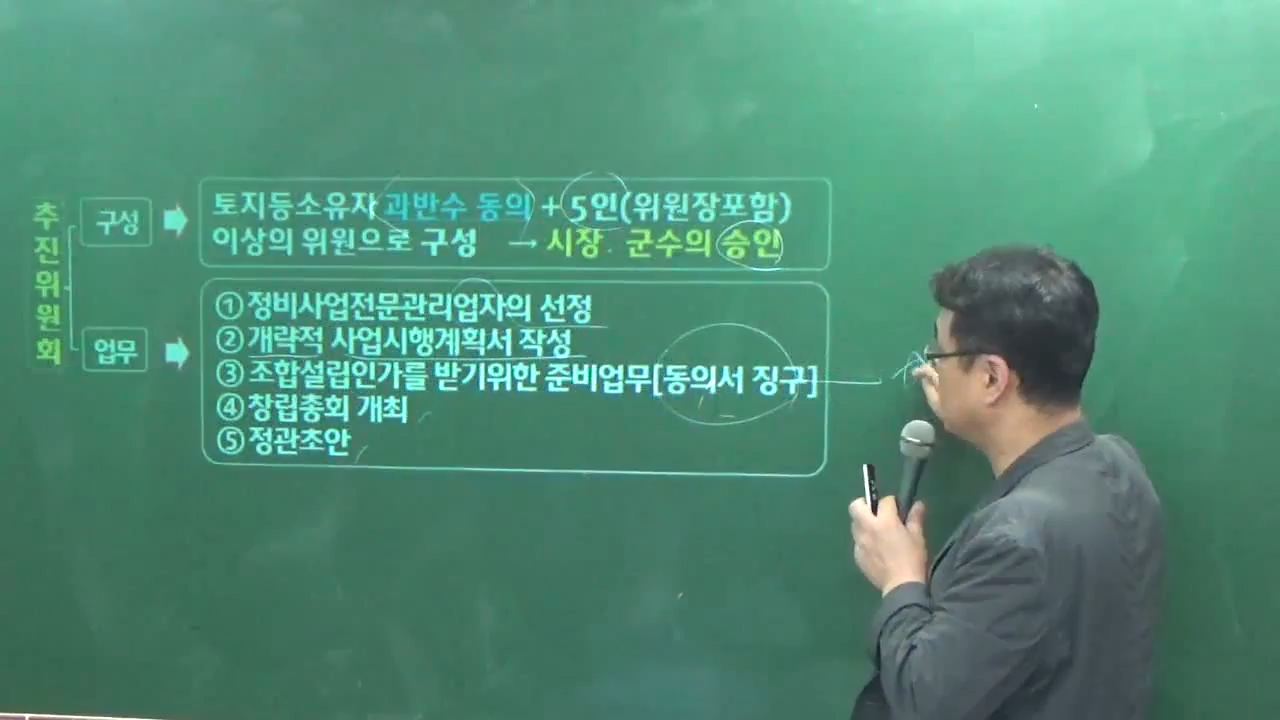 추진위원회
구성
토지등소유자 과반수 동의 + 5인(위원장포함)
이상의 위원으로 구성 → 시장. 군수의 승인
업무
① 정비사업전문관리업자의 선정
② 개략적 사업시행계획서 작성
③ 조합설립인가를 받기위한 준비업무[동의서 징구]
④ 창립총회 개최
⑤ 정관초안